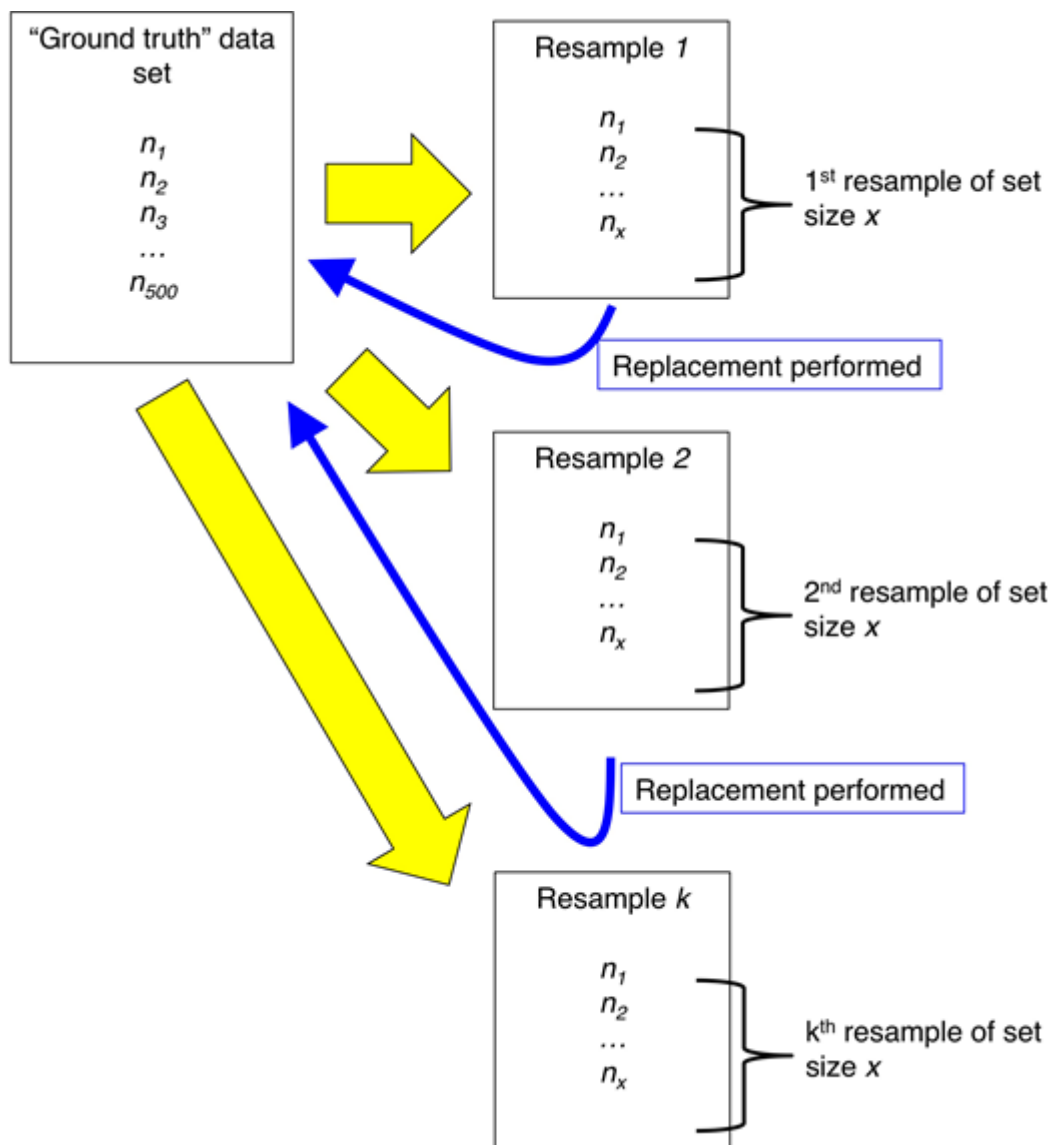 “Ground truth” data
set
n₁
n₂
n₃
...
n₅₀₀
Resample 1
n₁
n₂
...
nₓ
1ˢᵗ resample of set
size x
Replacement performed
Resample 2
n₁
n₂
...
nₓ
2ⁿᵈ resample of set
size x
Replacement performed
Resample k
n₁
n₂
...
nₓ
kᵗʰ resample of set
size x